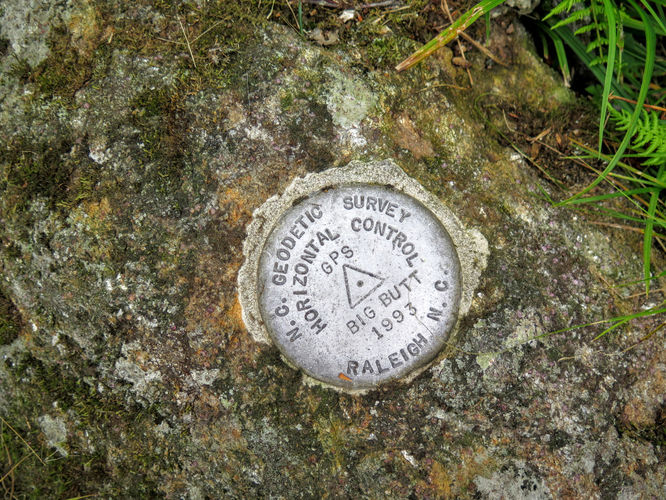 N. C. GEODETIC SURVEY
HORIZONTAL CONTROL
GPS
BIG BUTT
1993
RALEIGH N. C.